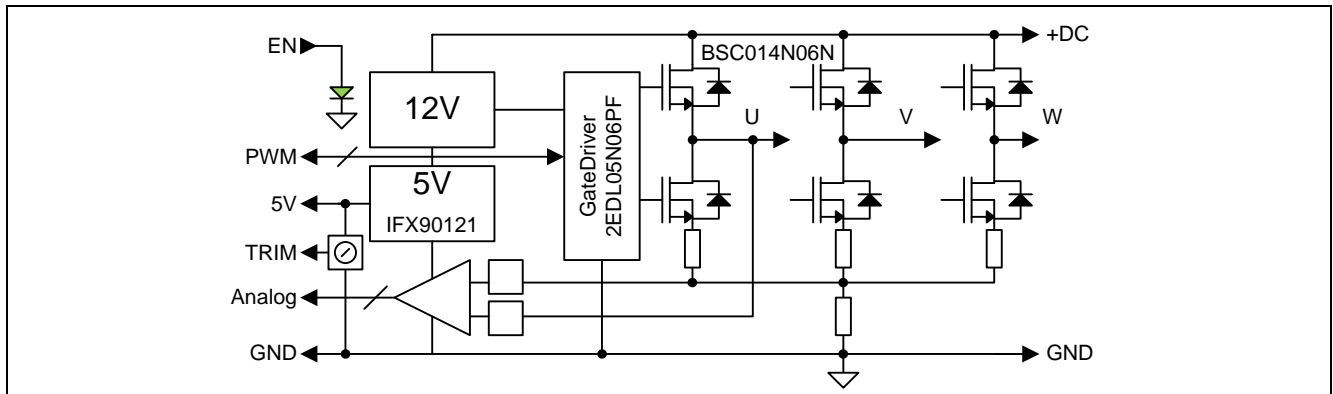 EN
+DC
BSC014N06N
12V
U
V
W
PWM
GateDriver
2EDL05N06PF
5V
5V
IFX90121
TRIM
Analog
GND
GND